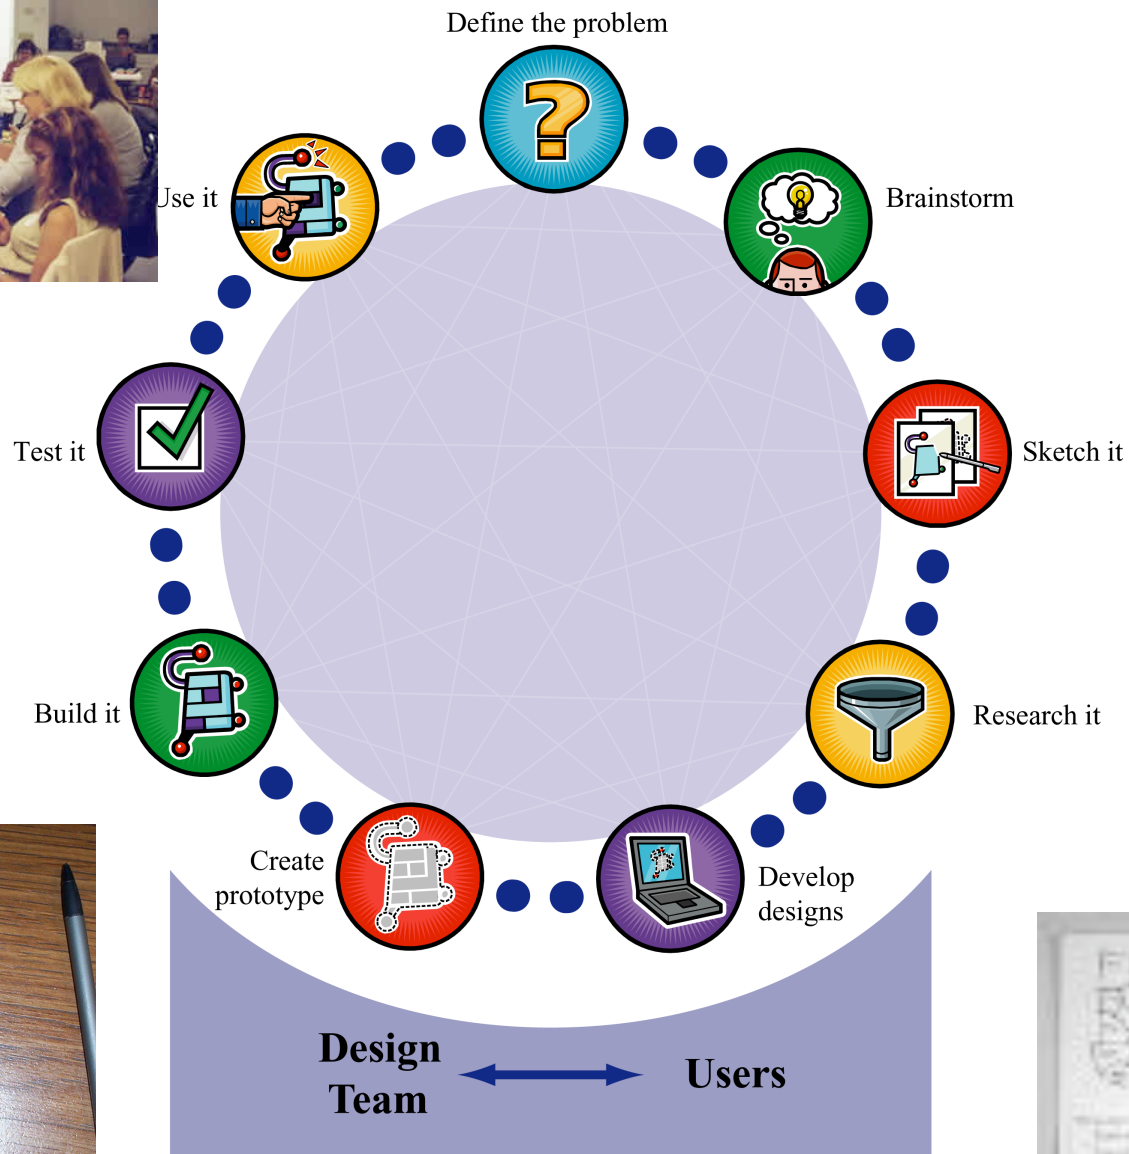 Define the problem
Use it
Brainstorm
Test it
Sketch it
Build it
Research it
Create
prototype
Develop
designs
Design
Team
Users